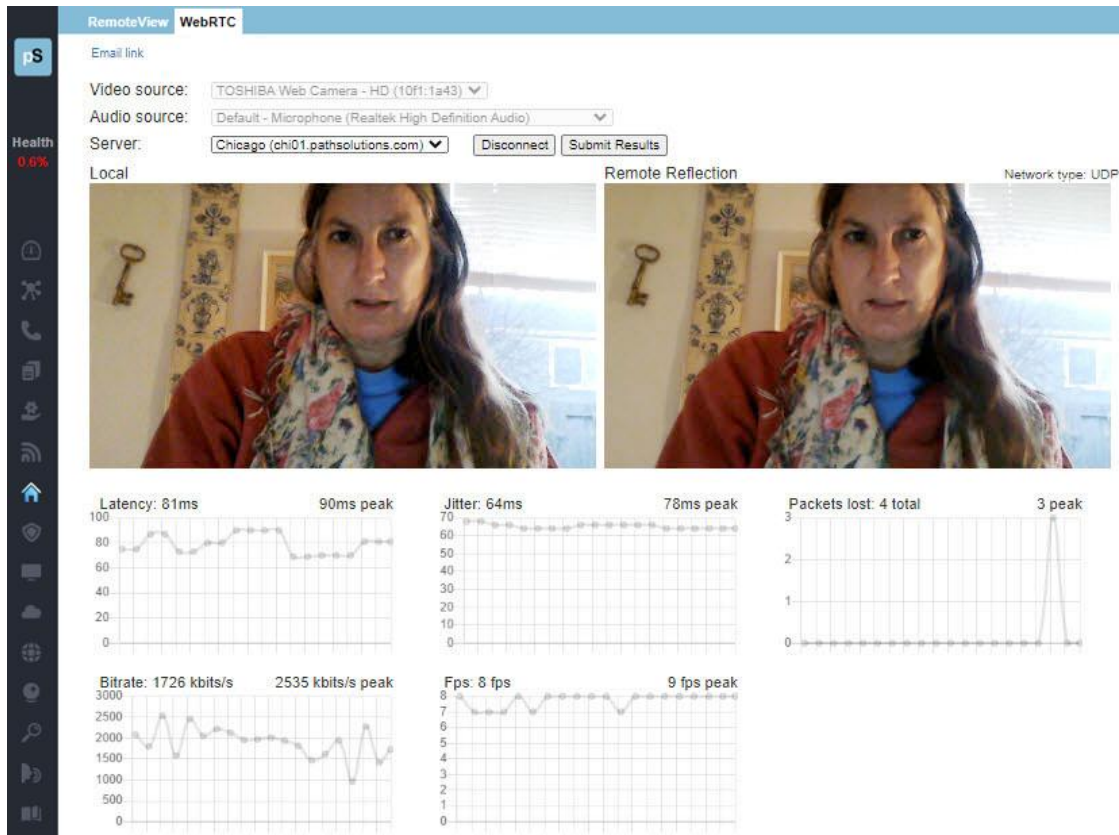 RemoteView WebRTC
pS
Email link
Video source: TOSHIBA Web Camera - HD (10f1:1a43)
Audio source: Default - Microphone (Realtek High Definition Audio)
Health
0.6%
Server: Chicago (chi01.pathsolutions.com) Disconnect Submit Results
Local Remote Reflection Network type: UDP
Latency: 81ms 90ms peak
100
80
60
40
20
0
Jitter: 64ms 78ms peak
70
60
50
40
30
20
10
0
Packets lost: 4 total 3 peak
3
2
1
0
Bitrate: 1726 kbits/s 2535 kbits/s peak
3000
2500
2000
1500
1000
500
0
Fps: 8 fps 9 fps peak
8
7
6
5
4
3
2
1
0